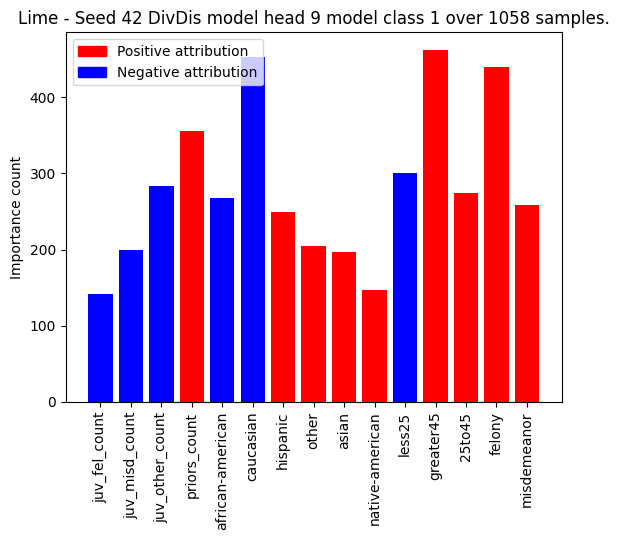 Lime - Seed 42 DivDis model head 9 model class 1 over 1058 samples.
Positive attribution
Negative attribution
Importance count
400
300
200
100
0
juv_fel_count
juv_misd_count
juv_other_count
priors_count
african-american
caucasian
hispanic
other
asian
native-american
less25
greater45
25to45
felony
misdemeanor